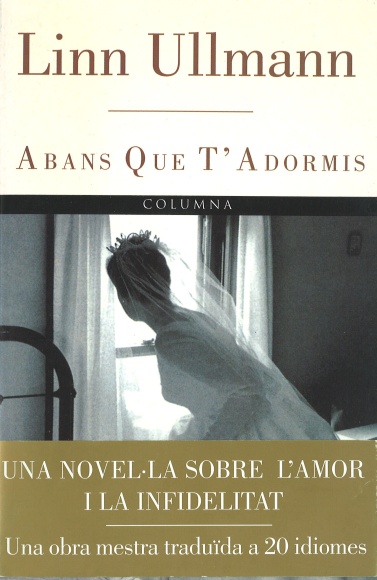 Linn Ullmann
ABANS QUE T'ADORMIS
COLUMNA
UNA NOVEL·LA SOBRE L'AMOR
I LA INFIDELITAT
Una obra mestra traduïda a 20 idiomes